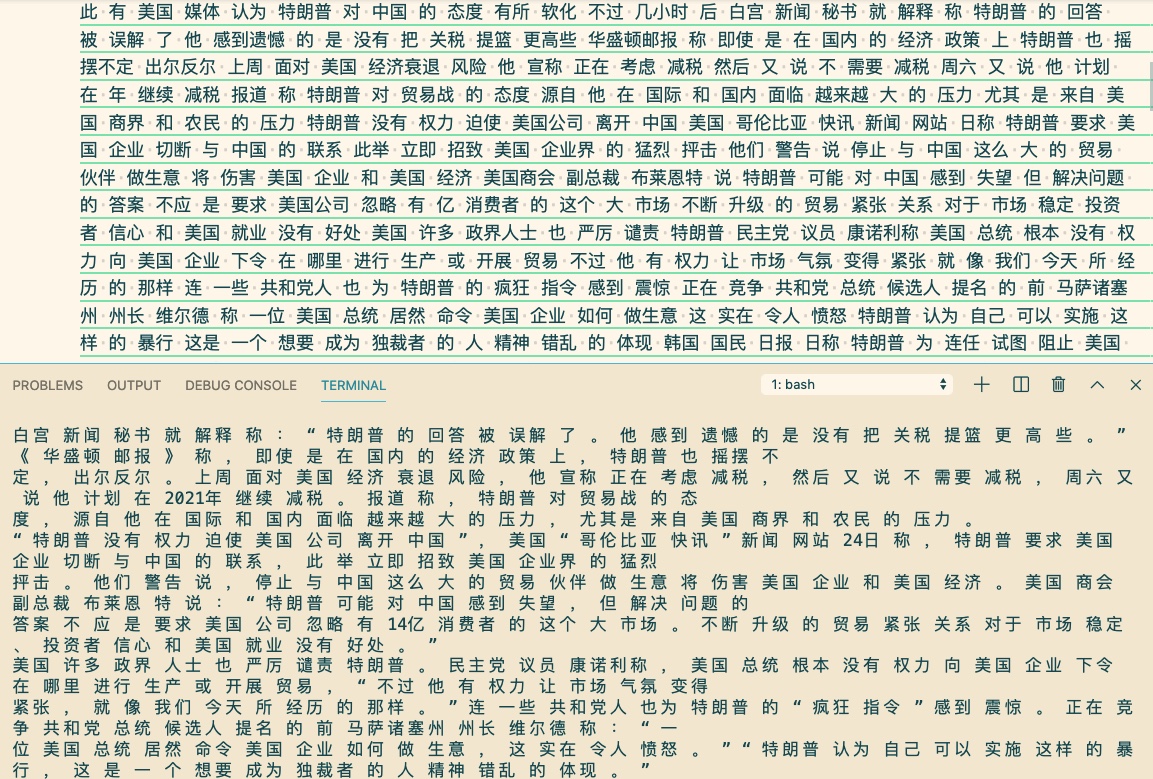 此 有 美国 媒体 认为 特朗普 对 中国 的 态度 有所 软化 不过 几小时 后 白宫 新闻 秘书 就 解释 称 特朗普 的 回答
被 误解 了 他 感到遗憾 的 是 没有 把 关税 提篮 更高些 华盛顿邮报 称 即使 是 在 国内 的 经济 政策 上 特朗普 也 摇
摆不定 出尔反尔 上周 面对 美国 经济衰退 风险 他 宣称 正在 考虑 减税 然后 又 说 不 需要 减税 周六 又 说 他 计划
在 年 继续 减税 报道 称 特朗普 对 贸易战 的 态度 源自 他 在 国际 和 国内 面临 越来越 大 的 压力 尤其 是 来自 美
国 商界 和 农民 的 压力 特朗普 没有 权力 迫使 美国公司 离开 中国 美国 哥伦比亚 快讯 新闻 网站 日称 特朗普 要求 美
国 企业 切断 与 中国 的 联系 此举 立即 招致 美国 企业界 的 猛烈 抨击 他们 警告 说 停止 与 中国 这么 大 的 贸易
伙伴 做生意 将 伤害 美国 企业 和 美国 经济 美国商会 副总裁 布莱恩特 说 特朗普 可能 对 中国 感到 失望 但 解决问题
的 答案 不应 是 要求 美国公司 忽略 有 亿 消费者 的 这个 大 市场 不断 升级 的 贸易 紧张 关系 对于 市场 稳定 投资
者 信心 和 美国 就业 没有 好处 美国 许多 政界人士 也 严厉 谴责 特朗普 民主党 议员 康诺利称 美国 总统 根本 没有 权
力 向 美国 企业 下令 在 哪里 进行 生产 或 开展 贸易 不过 他 有 权力 让 市场 气氛 变得 紧张 就 像 我们 今天 所 经
历 的 那样 连 一些 共和党人 也 为 特朗普 的 疯狂 指令 感到 震惊 正在 竞争 共和党 总统 候选人 提名 的 前 马萨诸塞
州 州长 维尔德 称 一位 美国 总统 居然 命令 美国 企业 如何 做生意 这 实在 令人 愤怒 特朗普 认为 自己 可以 实施 这
样 的 暴行 这是 一个 想要 成为 独裁者 的 人 精神 错乱 的 体现 韩国 国民 日报 日称 特朗普 为 连任 试图 阻止 美国
PROBLEMS OUTPUT DEBUG CONSOLE TERMINAL 1: bash
白宫 新闻 秘书 就 解释 称 ： “ 特朗普 的 回答 被 误解 了 。 他 感到 遗憾 的 是 没有 把 关税 提篮 更 高 些 。 ”
《 华盛顿 邮报 》 称 ， 即使 是 在 国内 的 经济 政策 上 ， 特朗普 也 摇摆 不
定 ， 出尔反尔 。 上周 面对 美国 经济 衰退 风险 ， 他 宣称 正在 考虑 减税 ， 然后 又 说 不 需要 减税 ， 周六 又
说 他 计划 在 2021年 继续 减税 。 报道 称 ， 特朗普 对 贸易战 的 态
度 ， 源自 他 在 国际 和 国内 面临 越来越 大 的 压力 ， 尤其是 来自 美国 商界 和 农民 的 压力 。
“ 特朗普 没有 权力 迫使 美国 公司 离开 中国 ” ， 美国 “ 哥伦比亚 快讯 ” 新闻 网站 24日 称 ， 特朗普 要求 美国
企业 切断 与 中国 的 联系 ， 此 举 立即 招致 美国 企业界 的 猛烈
抨击 。 他们 警告 说 ， 停止 与 中国 这么 大 的 贸易 伙伴 做 生意 将 伤害 美国 企业 和 美国 经济 。 美国 商会
副总裁 布莱恩 特 说 ： “ 特朗普 可能 对 中国 感到 失望 ， 但 解决 问题 的
答案 不 应 是 要求 美国 公司 忽略 有 14亿 消费者 的 这个 大 市场 。 不断 升级 的 贸易 紧张 关系 对于 市场 稳定
、 投资者 信心 和 美国 就业 没有 好处 。 ”
美国 许多 政界 人士 也 严厉 谴责 特朗普 。 民主党 议员 康诺利称 ， 美国 总统 根本 没有 权力 向 美国 企业 下令
在 哪里 进行 生产 或 开展 贸易 ， “ 不过 他 有 权力 让 市场 气氛 变得
紧张 ， 就 像 我们 今天 所 经历 的 那样 。 ” 连 一些 共和党人 也为 特朗普 的 “ 疯狂 指令 ” 感到 震惊 。 正在 竞
争 共和党 总统 候选人 提名 的 前 马萨诸塞州 州长 维尔德 称 ： “ 一
位 美国 总统 居然 命令 美国 企业 如何 做 生意 ， 这 实在 令人 愤怒 。 ” “ 特朗普 认为 自己 可以 实施 这样 的 暴
行 ， 这 是 一 个 想要 成为 独裁者 的 人 精神 错乱 的 体现 。 ”